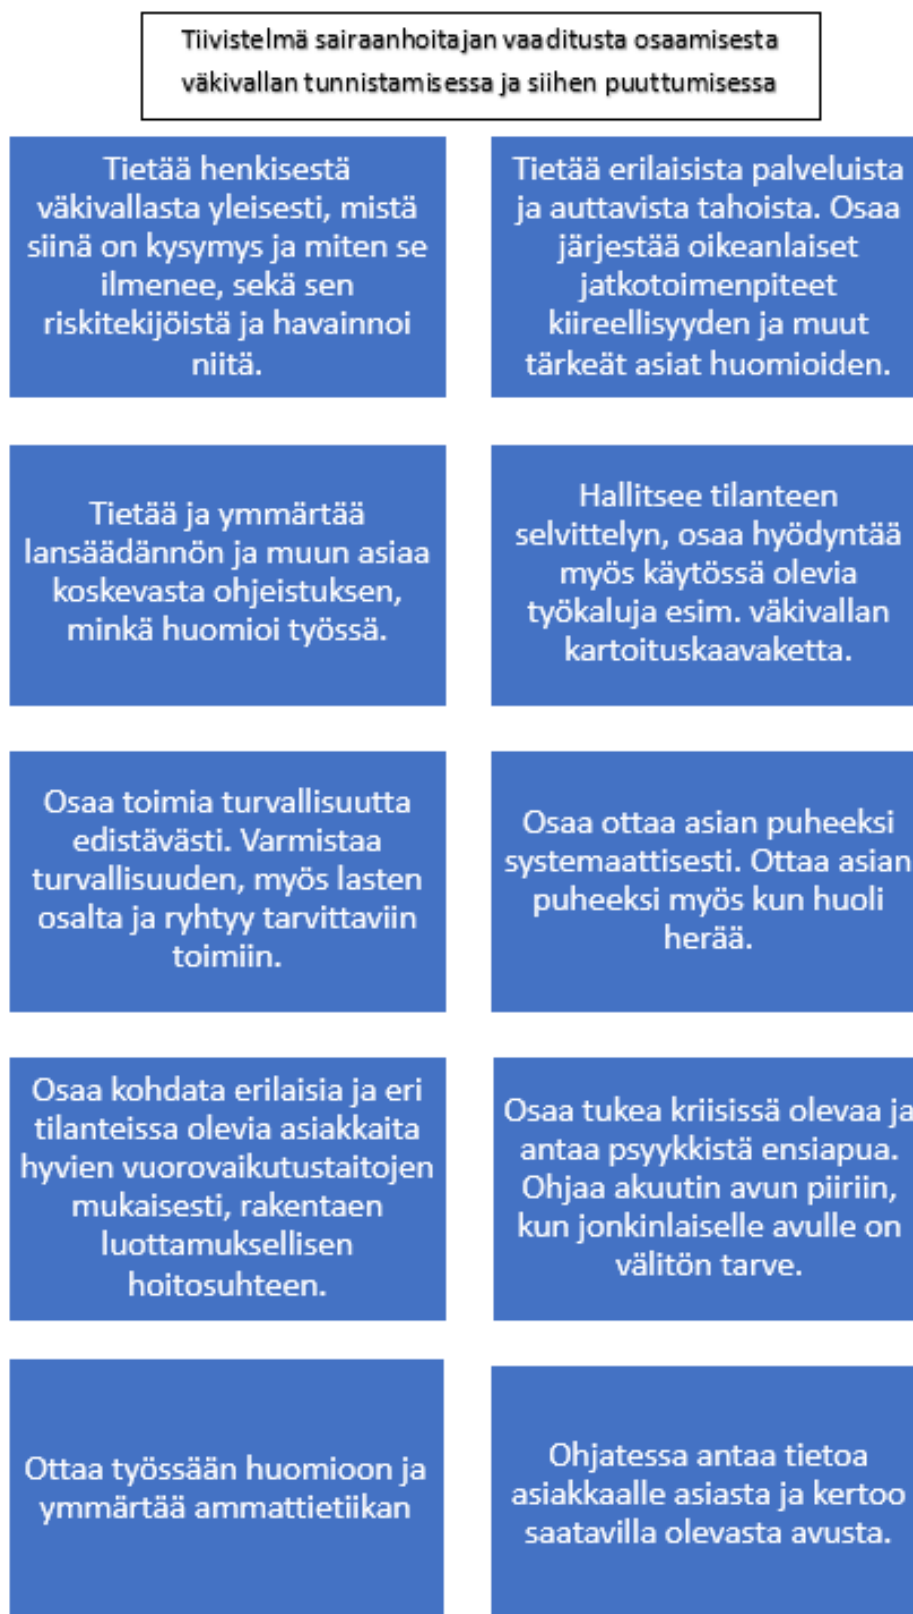 Tiivistelmä sairaanhoitajan vaaditusta osaamisesta
väkivallan tunnistamisessa ja siihen puuttumisessa
Tietää henkisestä
väkivallasta yleisesti, mistä
siinä on kysymys ja miten se
ilmenee, sekä sen
riskitekijöistä ja havainnoi
niitä.
Tietää erilaisista palveluista
ja auttavista tahoista. Osaa
järjestää oikeanlaiset
jatkotoimenpiteet
kiireellisyyden ja muut
tärkeät asiat huomioiden.
Tietää ja ymmärtää
lansäädännön ja muun asiaa
koskevasta ohjeistuksen,
minkä huomioi työssä.
Hallitsee tilanteen
selvittelyn, osaa hyödyntää
myös käytössä olevia
työkaluja esim. väkivallan
kartoituskaavaketta.
Osaa toimia turvallisuutta
edistävästi. Varmistaa
turvallisuuden, myös lasten
osalta ja ryhtyy tarvittaviin
toimiin.
Osaa ottaa asian puheeksi
systemaattisesti. Ottaa asian
puheeksi myös kun huoli
herää.
Osaa kohdata erilaisia ja eri
tilanteissa olevia asiakkaita
hyvien vuorovaikutustaitojen
mukaisesti, rakentaen
luottamuksellisen
hoitosuhteen.
Osaa tukea kriisissä olevaa ja
antaa psyykkistä ensiapua.
Ohjaa akuutin avun piiriin,
kun jonkinlaiselle avulle on
välitön tarve.
Ottaa työssään huomioon ja
ymmärtää ammattietiikan
Ohjatessa antaa tietoa
asiakkaalle asiasta ja kertoo
saatavilla olevasta avusta.